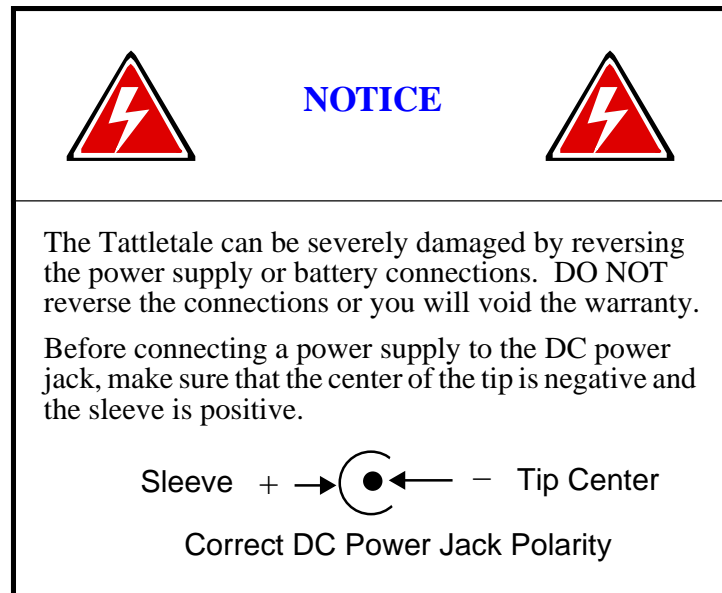 NOTICE
The Tattletale can be severely damaged by reversing
the power supply or battery connections.  DO NOT
reverse the connections or you will void the warranty.
Before connecting a power supply to the DC power
jack, make sure that the center of the tip is negative and
the sleeve is positive.
Sleeve + − Tip Center
Correct DC Power Jack Polarity